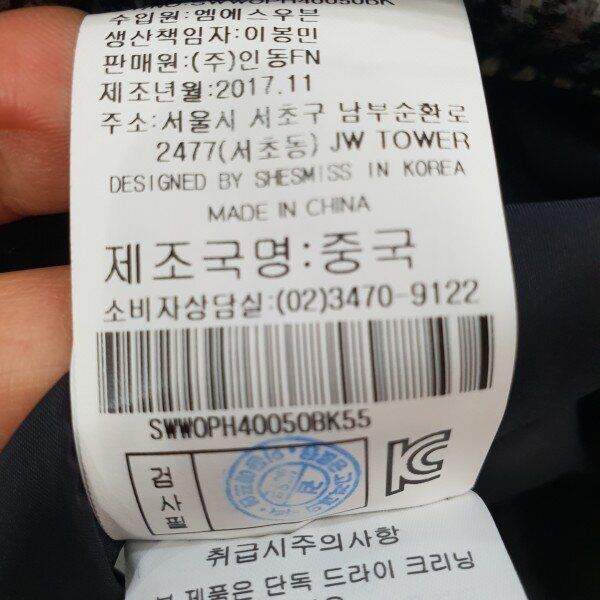 SWWOPH40050BK
수입원:엠에스우븐
생산책임자:이봉민
판매원:(주)인동FN
제조년월:2017.11
주소:서울시 서초구 남부순환로
2477(서초동) JW TOWER
DESIGNED BY SHESMISS IN KOREA
MADE IN CHINA
제조국명:중국
소비자상담실:(02)3470-9122
SWWOPH40050BK55
검사필
취급시주의사항
본 제품은 단독 드라이 크리닝